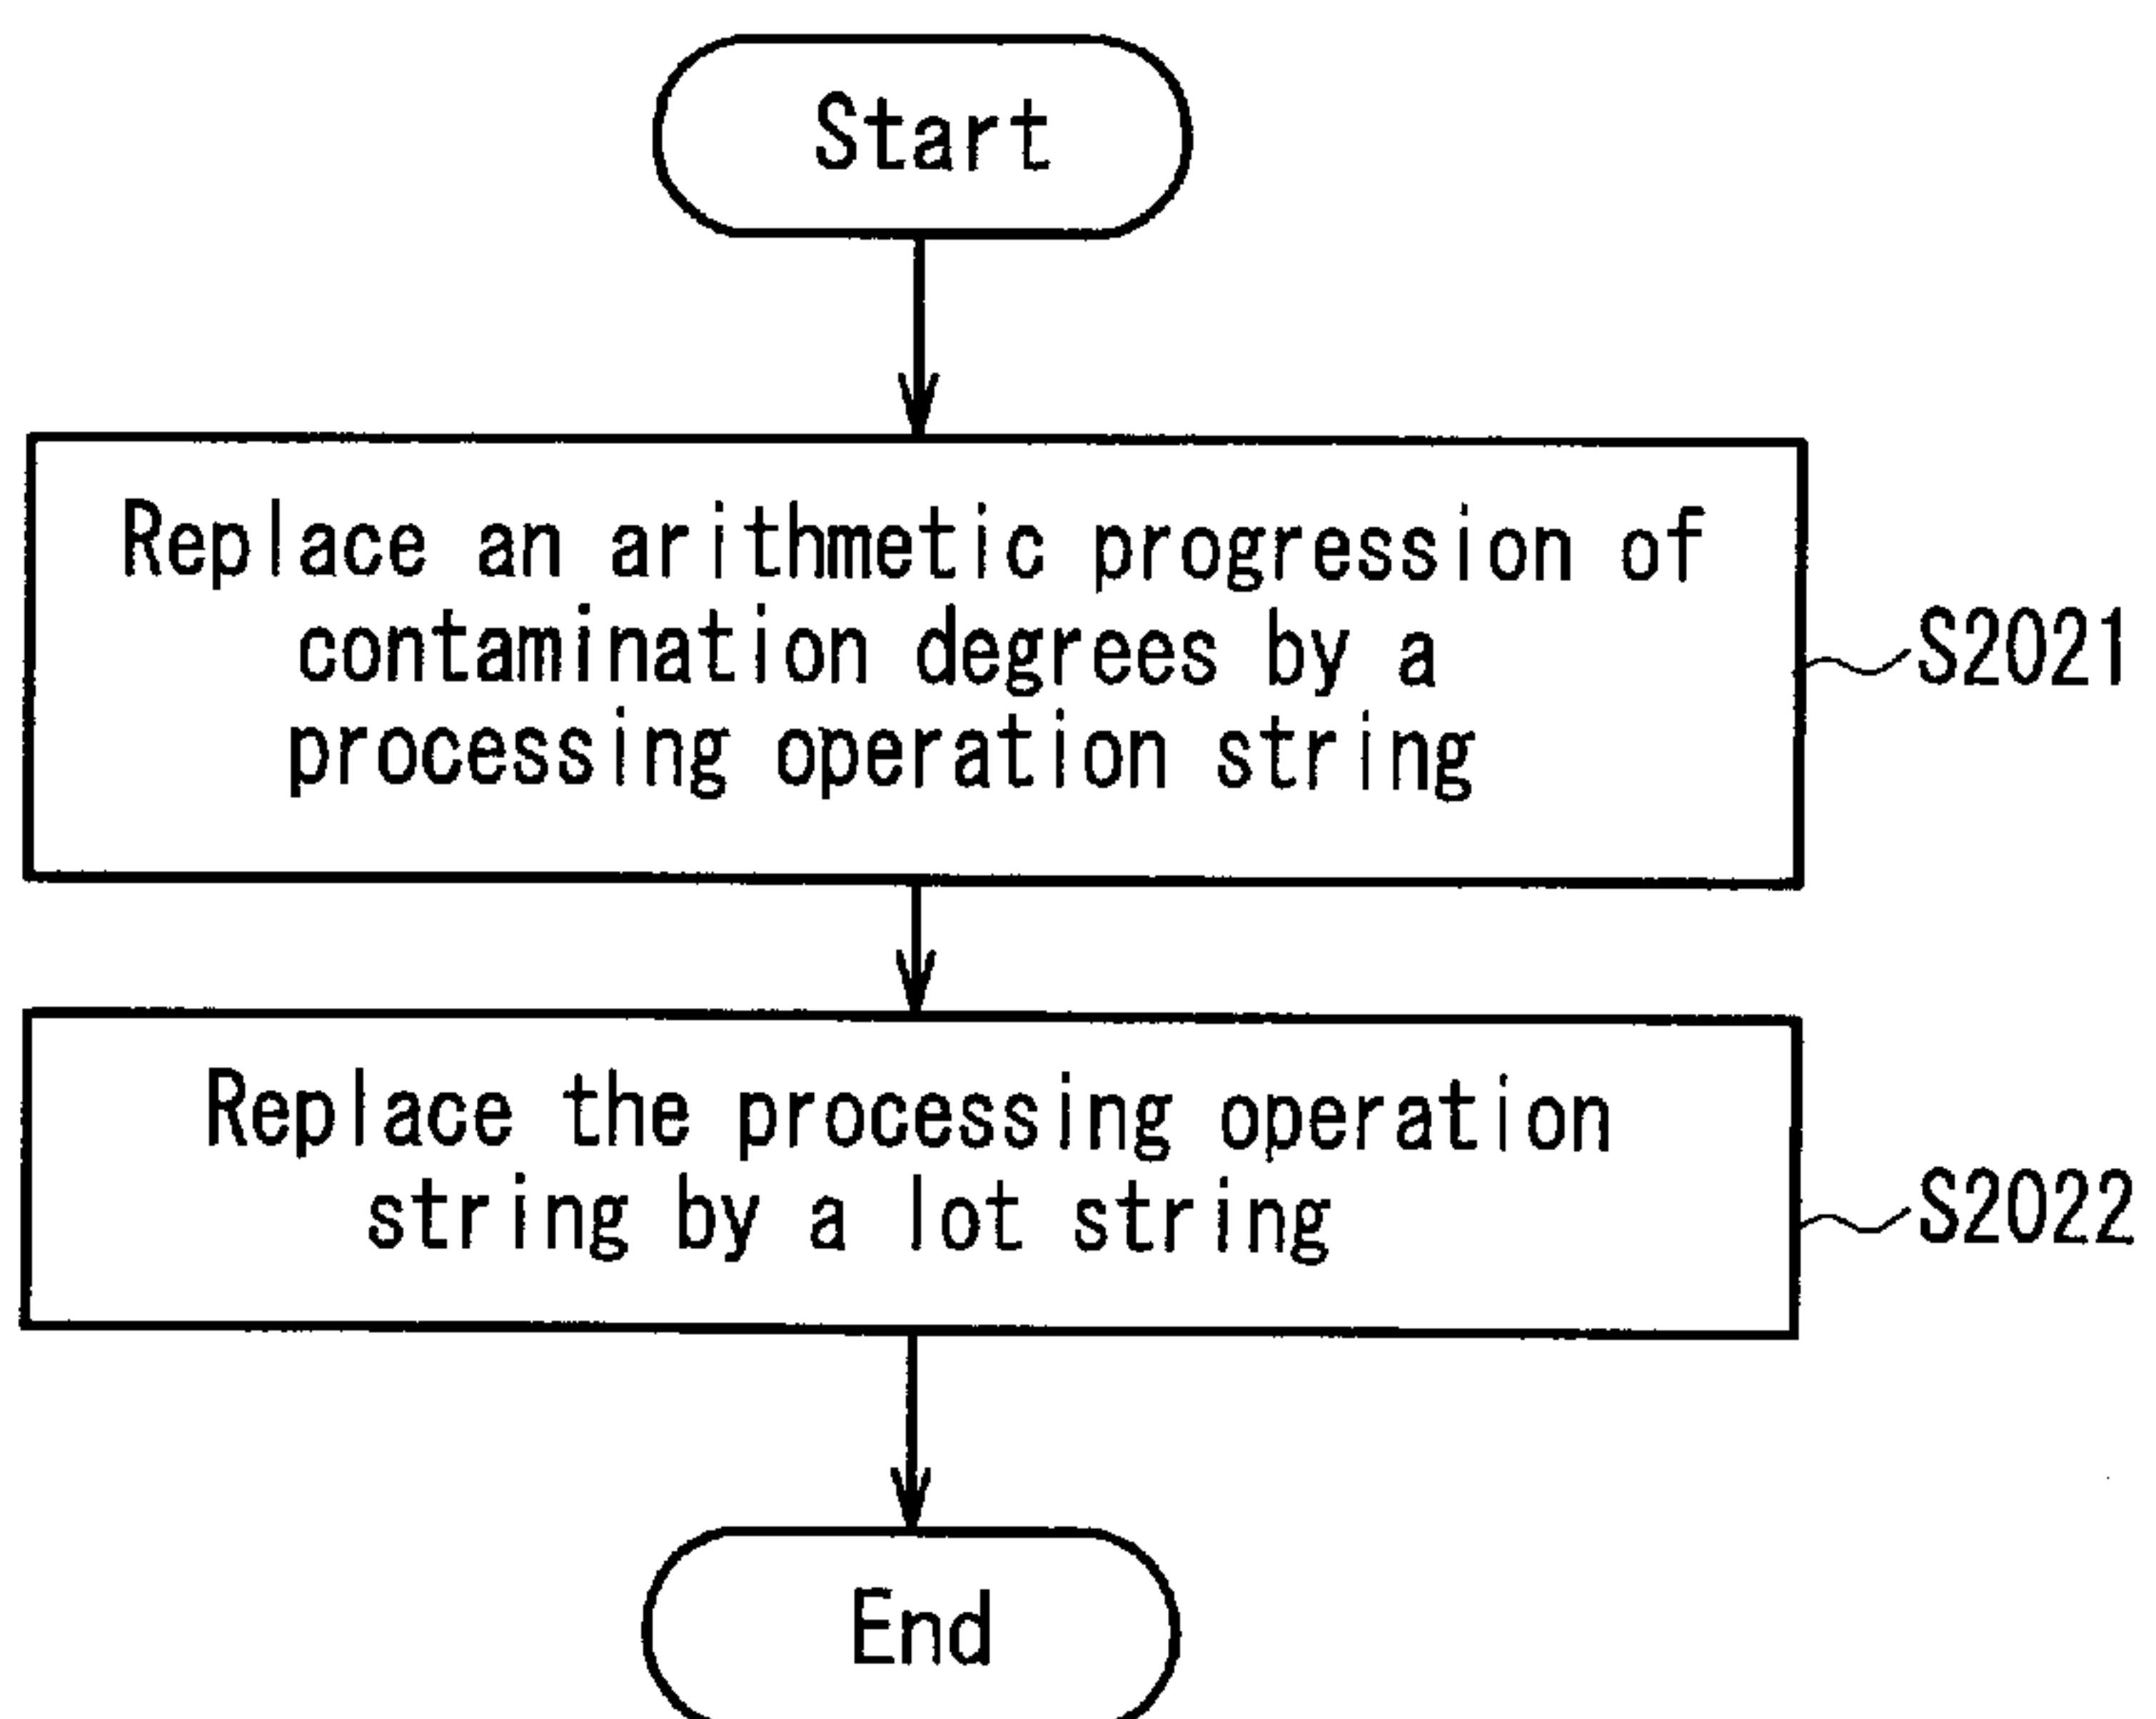 Start
Replace an arithmetic progression of
contamination degrees by a
processing operation string
S2021
Replace the processing operation
string by a lot string
S2022
End